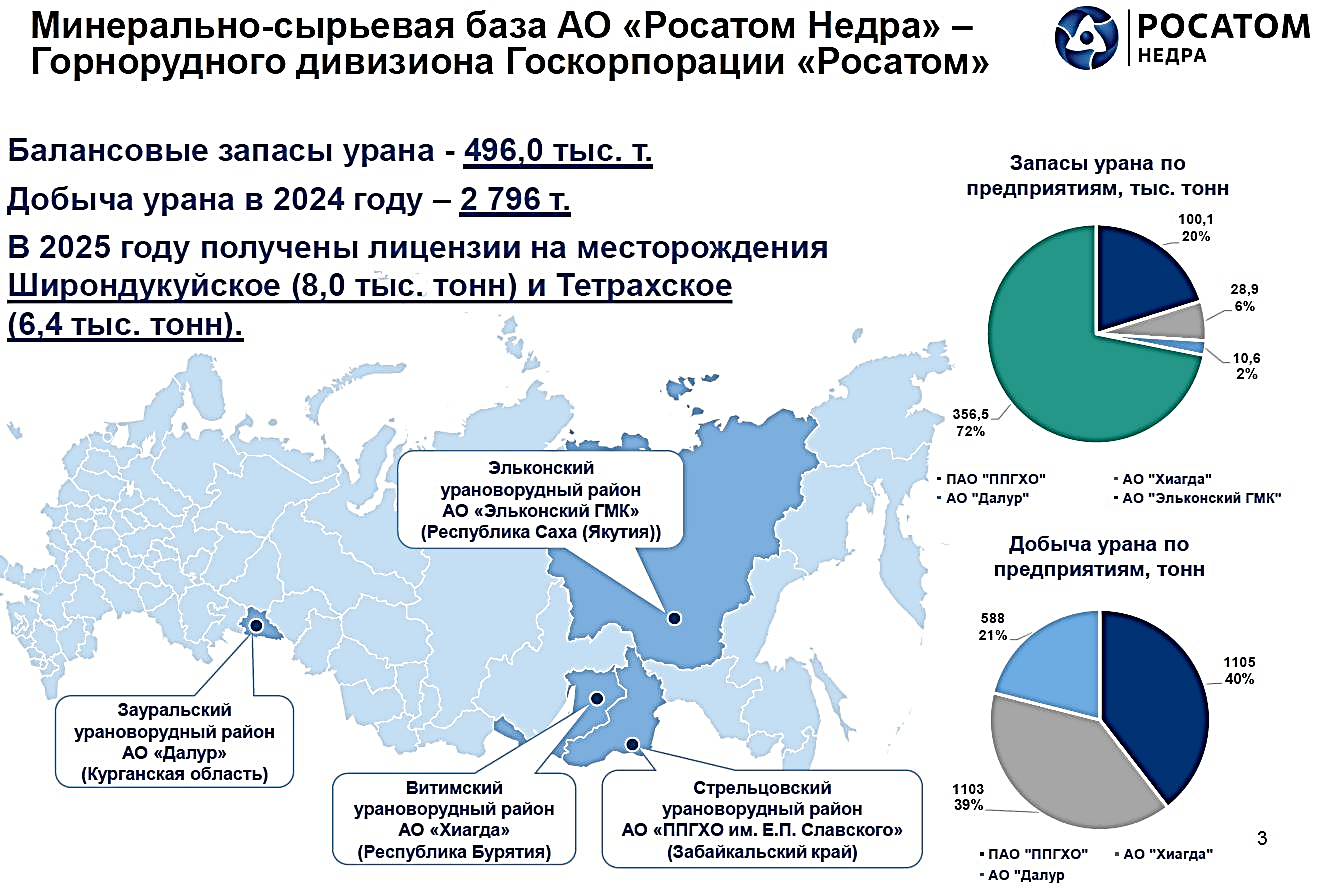 Минерально-сырьевая база АО «Росатом Недра» –
Горнорудного дивизиона Госкорпорации «Росатом»
РОСАТОМ
НЕДРА
Балансовые запасы урана - 496,0 тыс. т.
Добыча урана в 2024 году – 2 796 т.
В 2025 году получены лицензии на месторождения
Широндукуйское (8,0 тыс. тонн) и Тетрахское
(6,4 тыс. тонн).
Запасы урана по
предприятиям, тыс. тонн
100,1
20%
28,9
6%
10,6
2%
356,5
72%
ПАО "ППГХО"
АО "Хиагда"
АО "Далур"
АО "Эльконский ГМК"
Эльконский
урановорудный район
АО «Эльконский ГМК»
(Республика Саха (Якутия))
Зауральский
урановорудный район
АО «Далур»
(Курганская область)
Витимский
урановорудный район
АО «Хиагда»
(Республика Бурятия)
Стрельцовский
урановорудный район
АО «ППГХО им. Е.П. Славского»
(Забайкальский край)
Добыча урана по
предприятиям, тонн
588
21%
1105
40%
1103
39%
ПАО "ППГХО"
АО "Хиагда"
АО "Далур
3